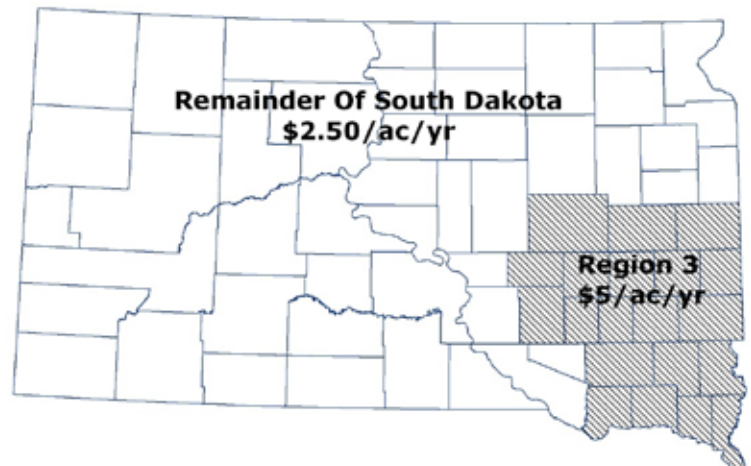 Remainder Of South Dakota
$2.50/ac/yr
Region 3
$5/ac/yr